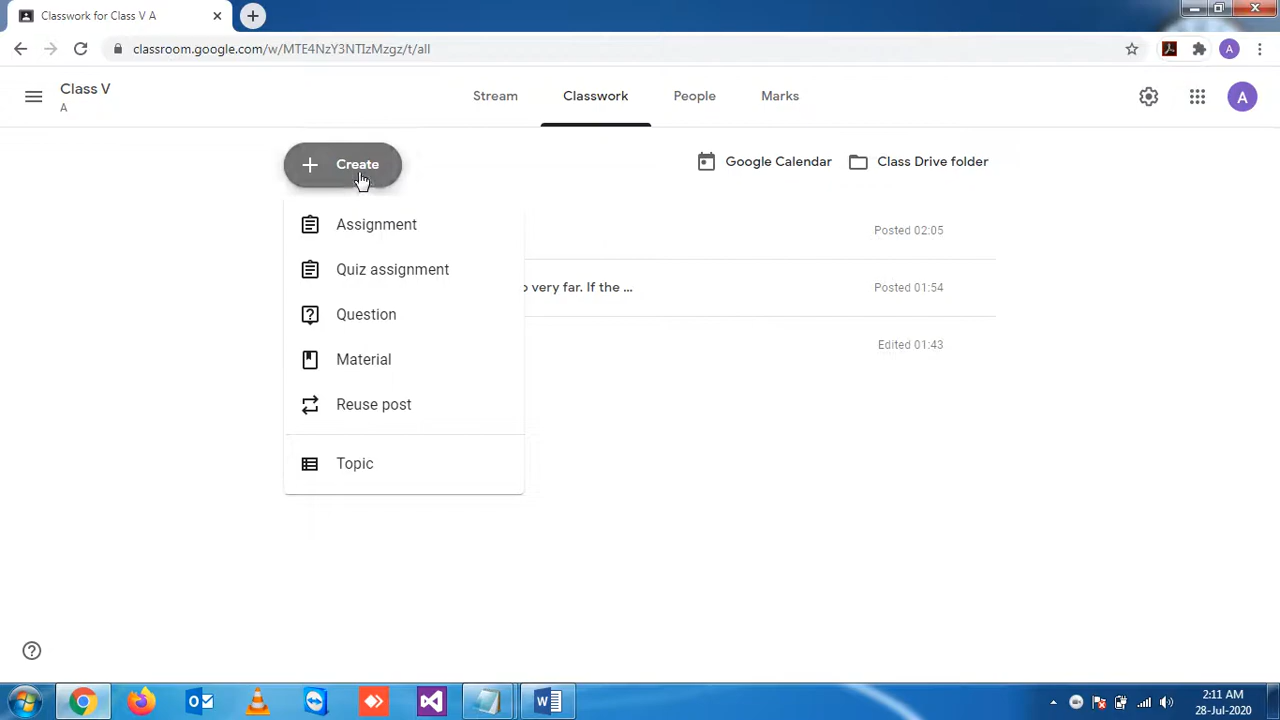 Classwork for Class V A
classroom.google.com/w/MTE4NzY3NTIzMzgz/t/all
A
Class V
A
Stream
Classwork
People
Marks
A
Create
Google Calendar
Class Drive folder
Assignment
Posted 02:05
Quiz assignment
o very far. If the ...
Posted 01:54
Question
Edited 01:43
Material
Reuse post
Topic
2:11 AM
28-Jul-2020